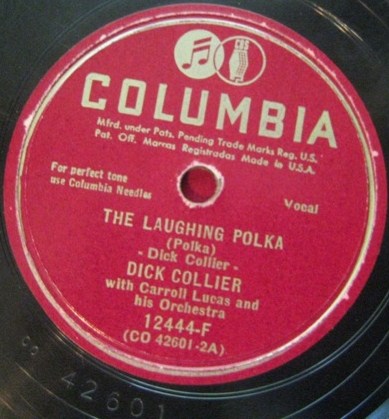 CBS
COLUMBIA
Mfrd. under Pats. Pending Trade Marks Reg. U.S.
Pat. Off. Marcas Registradas Made in U.S.A.
For perfect tone
use Columbia Needles
Vocal
THE LAUGHING POLKA
(Polka)
- Dick Collier -
DICK COLLIER
with Carroll Lucas and
his Orchestra
12444-F
(CO 42601-2A)
CO 42601